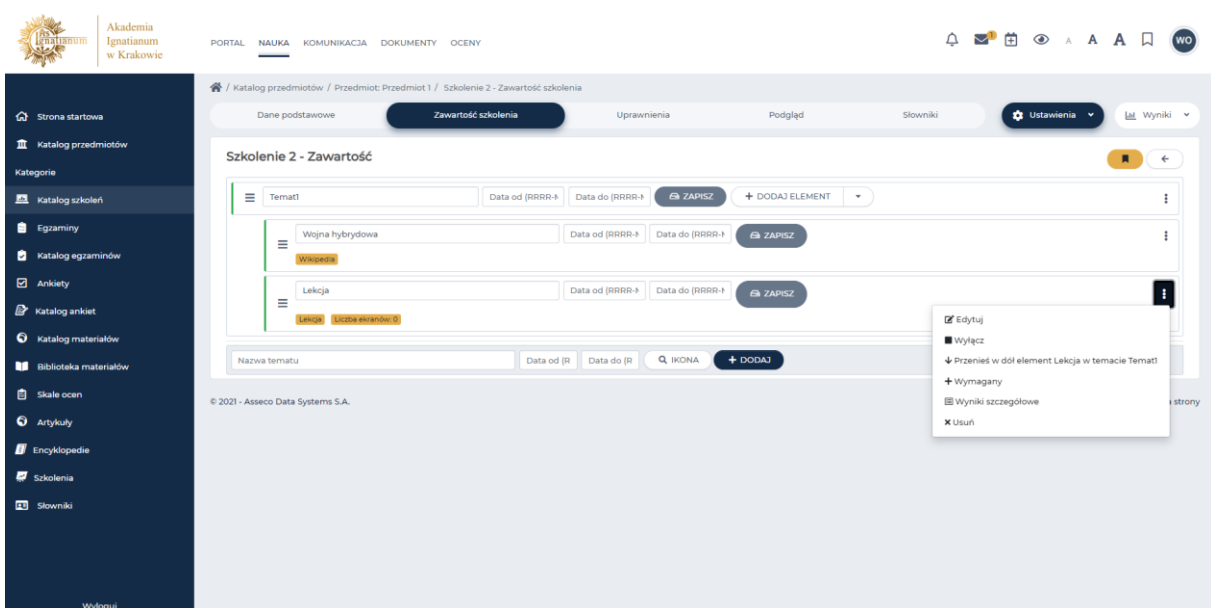 Ignatianum
Akademia
Ignatianum
w Krakowie
PORTAL NAUKA KOMUNIKACJA DOKUMENTY OCENY
1 A A A WO
/ Katalog przedmiotów / Przedmiot: Przedmiot 1 / Szkolenie 2 - Zawartość szkolenia
Dane podstawowe Zawartość szkolenia Uprawnienia Podgląd Słowniki Ustawienia Wyniki
Strona startowa
Katalog przedmiotów
Kategorie
Katalog szkoleń
Egzaminy
Katalog egzaminów
Ankiety
Katalog ankiet
Katalog materiałów
Biblioteka materiałów
Skale ocen
Artykuły
Encyklopedie
Szkolenia
Słowniki
Wyloguj
Szkolenie 2 - Zawartość
Temat1 Data od (RRRR-M Data do (RRRR-M ZAPISZ + DODAJ ELEMENT
Wojna hybrydowa Data od (RRRR-M Data do (RRRR-M ZAPISZ
Wikipedia
Lekcja Data od (RRRR-M Data do (RRRR-M ZAPISZ
Lekcja Liczba ekranów: 0
Nazwa tematu Data od (R Data do (R IKONA + DODAJ
Edytuj
Wyłącz
Przenieś w dół element Lekcja w temacie Temat1
Wymagany
Wyniki szczegółowe
Usuń
© 2021 - Asseco Data Systems S.A.
strony